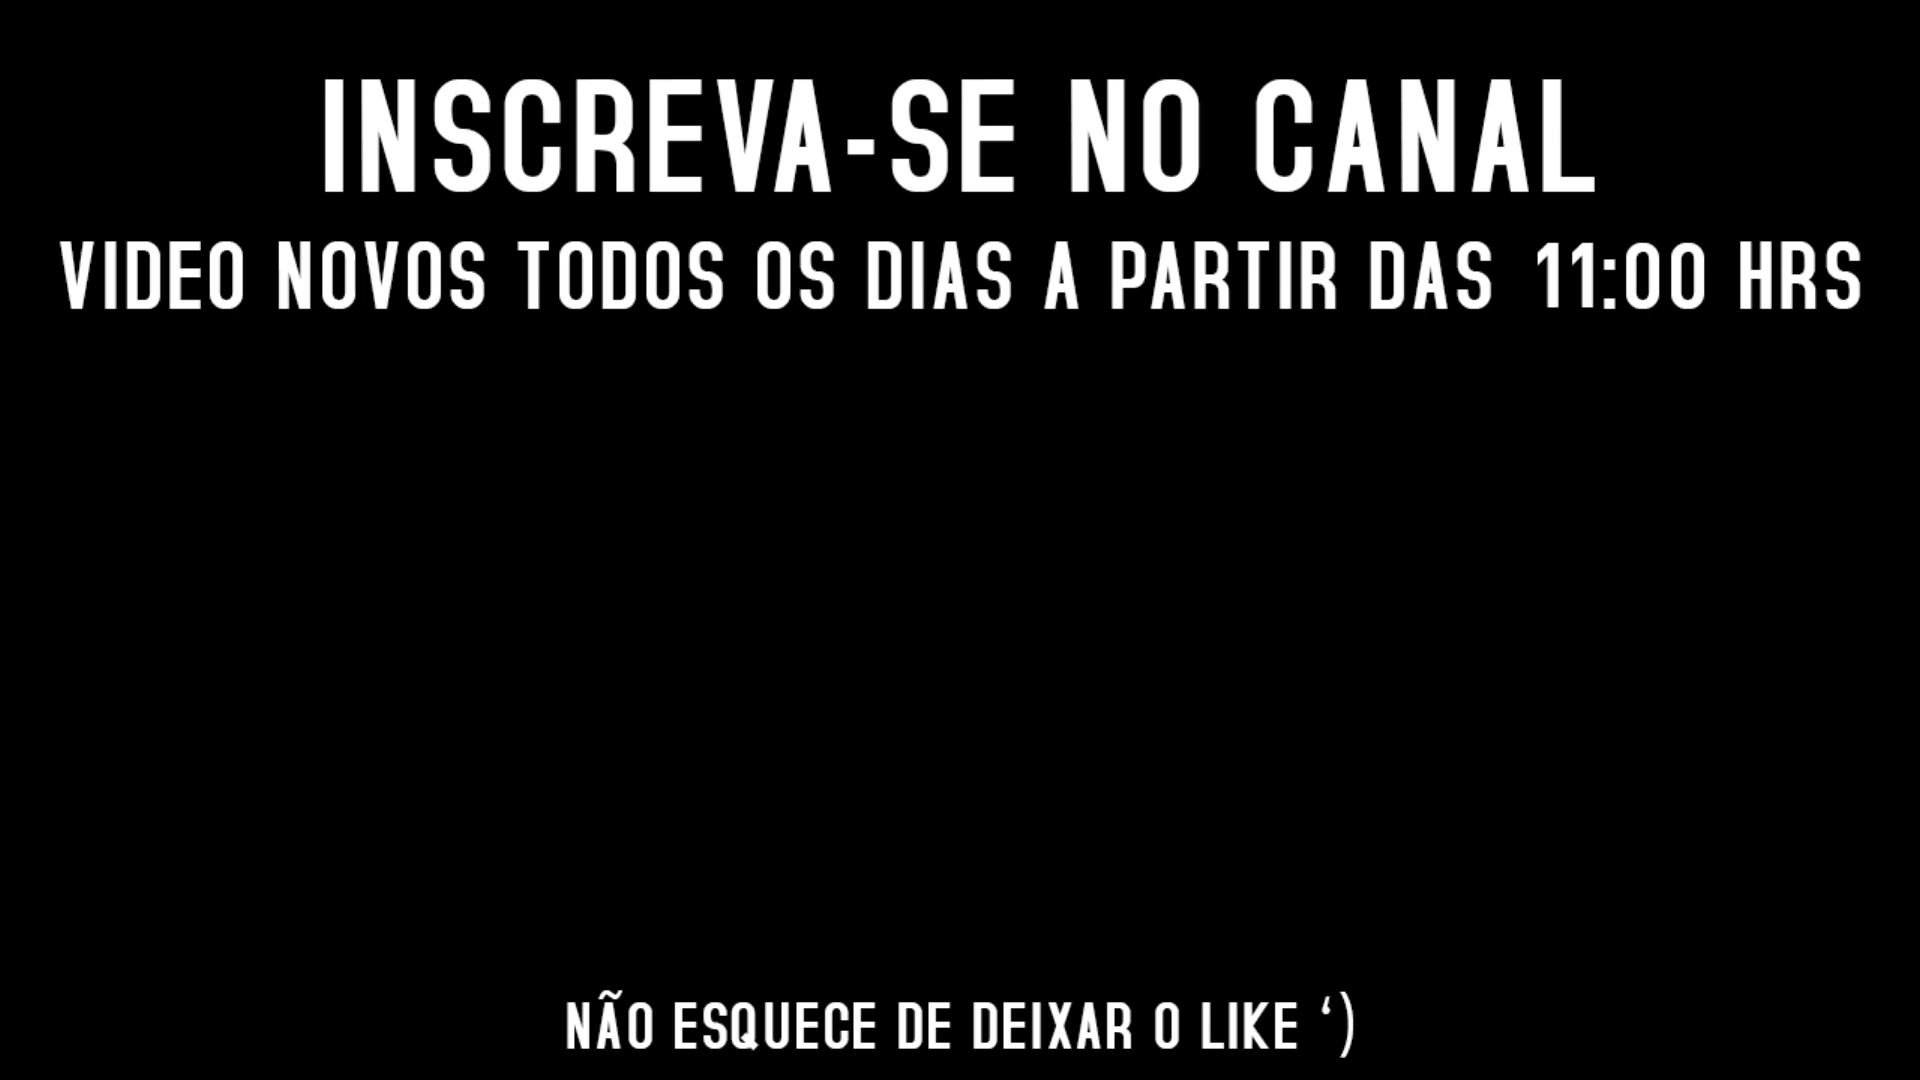 INSCREVA-SE NO CANAL
VIDEO NOVOS TODOS OS DIAS A PARTIR DAS 11:00 HRS
NÃO ESQUECE DE DEIXAR O LIKE ‘)